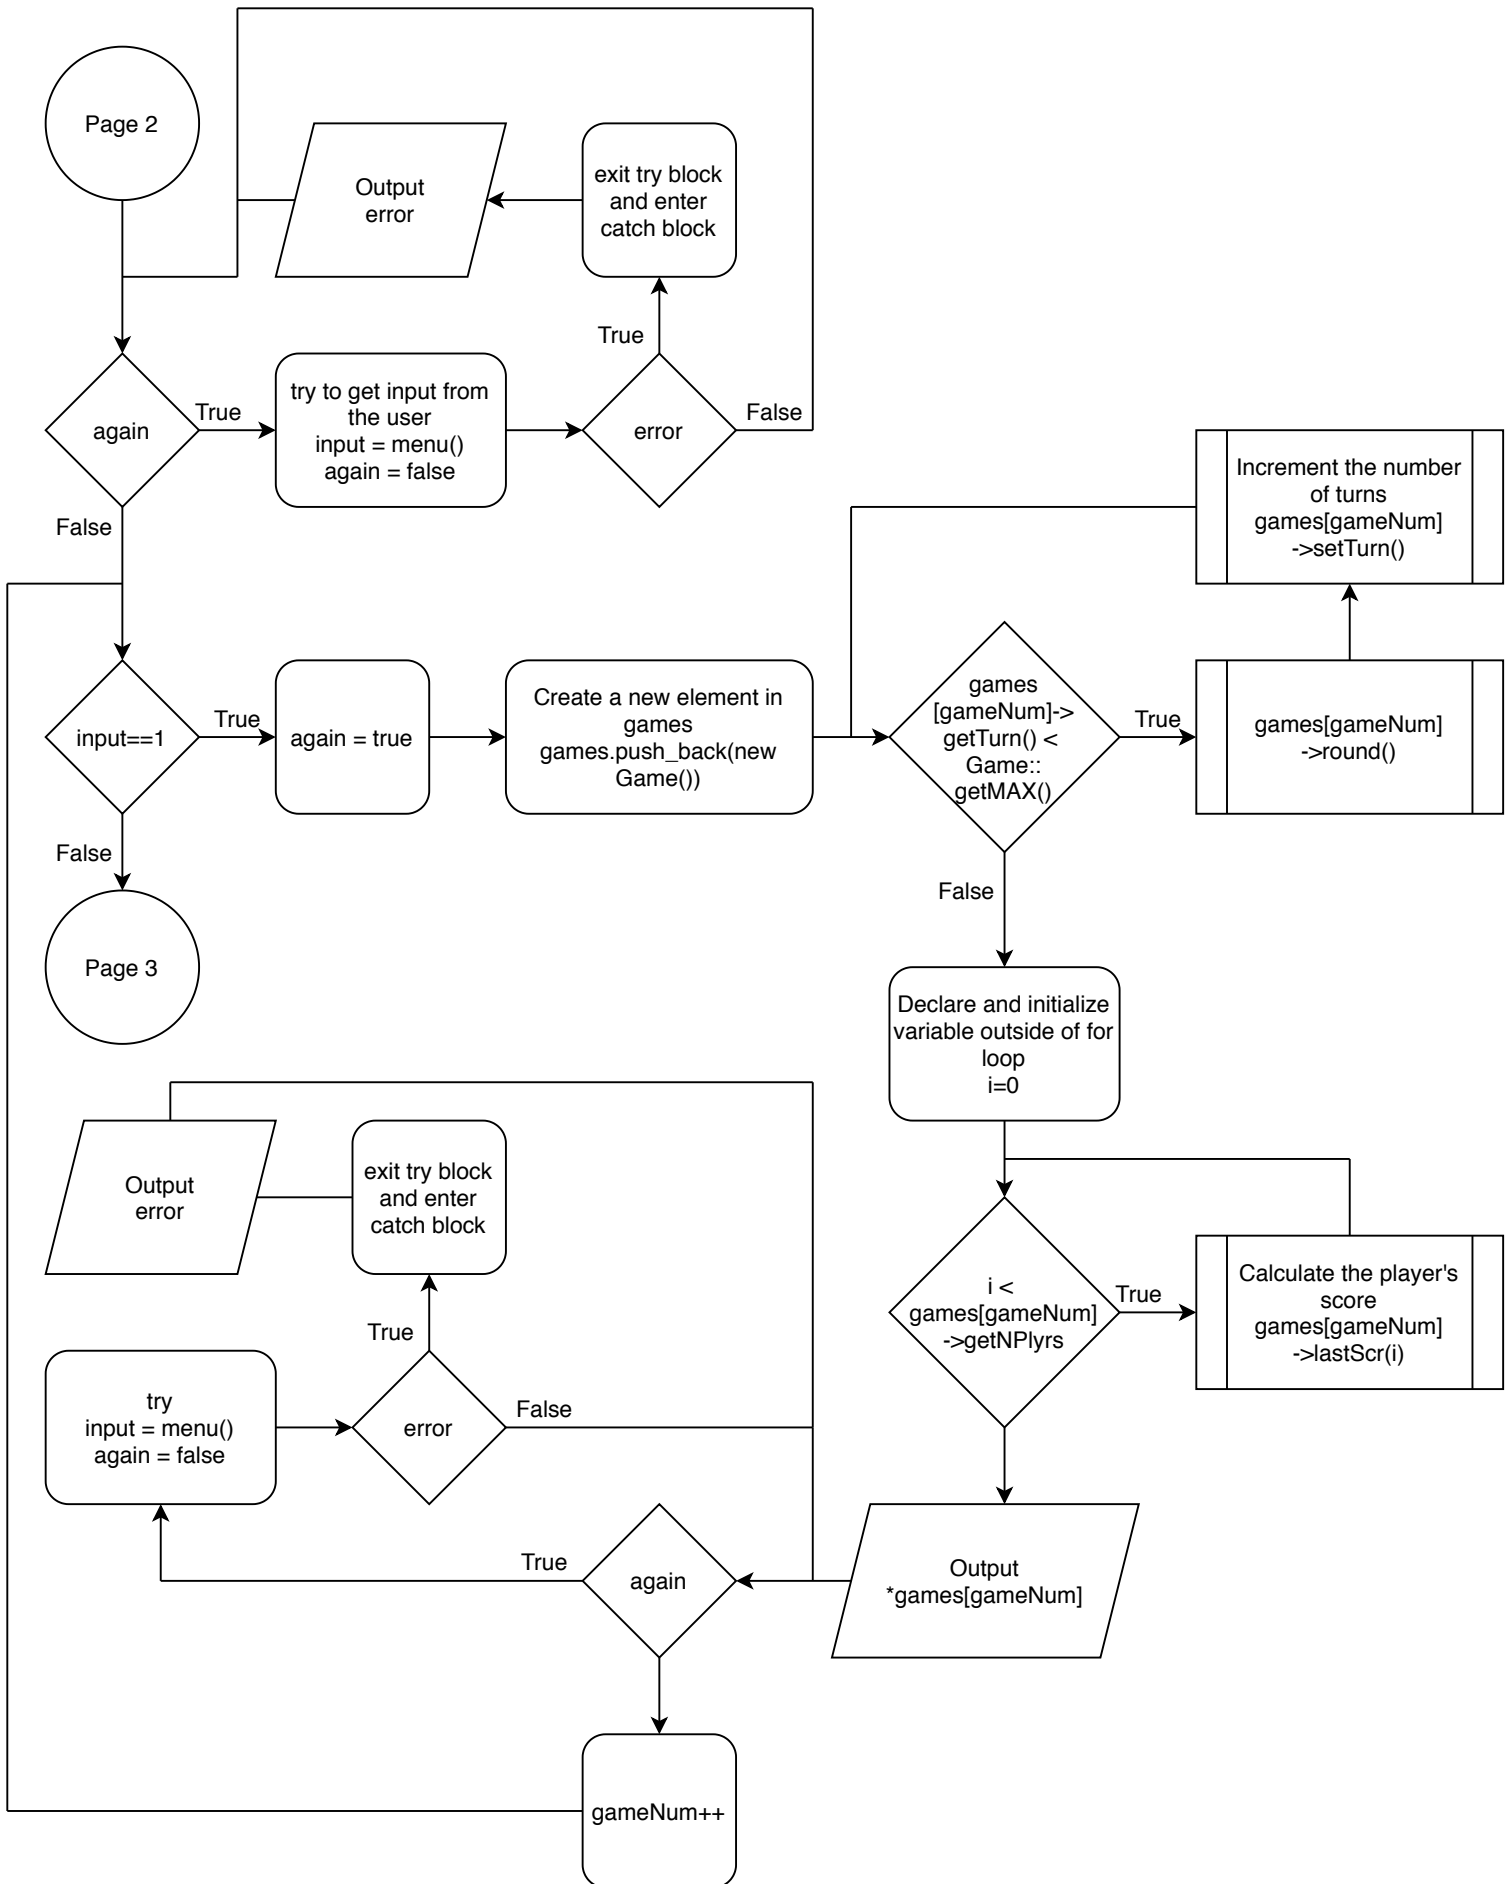 Page 2
Output
error
exit try block
and enter
catch block
True
again
True
try to get input from
the user
input = menu()
again = false
error
False
False
Increment the number
of turns
games[gameNum]
->setTurn()
input==1
True
again = true
Create a new element in
games
games.push_back(new
Game())
games
[gameNum]->
getTurn() <
Game::
getMAX()
True
games[gameNum]
->round()
False
Page 3
False
Declare and initialize
variable outside of for
loop
i=0
Output
error
exit try block
and enter
catch block
i <
games[gameNum]
->getNPlyrs
True
Calculate the player's
score
games[gameNum]
->lastScr(i)
True
try
input = menu()
again = false
error
False
True
again
Output
*games[gameNum]
gameNum++